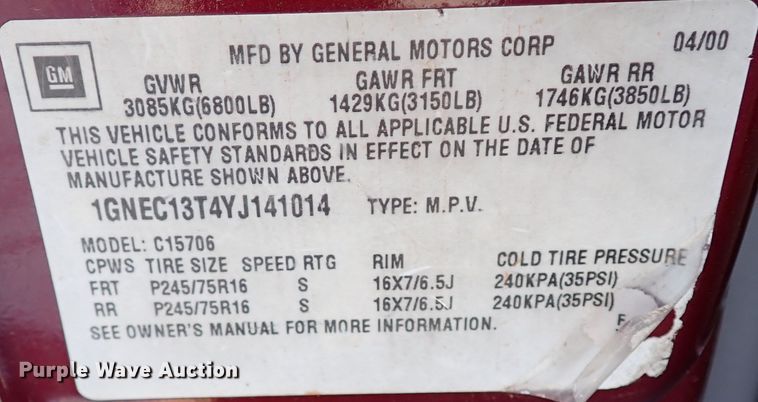 MFD BY GENERAL MOTORS CORP 04/00
GM
GVWR GAWR FRT GAWR RR
3085KG(6800LB) 1429KG(3150LB) 1746KG(3850LB)
THIS VEHICLE CONFORMS TO ALL APPLICABLE U.S. FEDERAL MOTOR
VEHICLE SAFETY STANDARDS IN EFFECT ON THE DATE OF
MANUFACTURE SHOWN ABOVE.
1GNEC13T4YJ141014 TYPE: M.P.V.
MODEL: C15706
CPWS TIRE SIZE SPEED RTG RIM COLD TIRE PRESSURE
FRT P245/75R16 S 16X7/6.5J 240KPA(35PSI)
RR P245/75R16 S 16X7/6.5J 240KPA(35PSI)
SEE OWNER'S MANUAL FOR MORE INFORMATION.
Purple Wave Auction